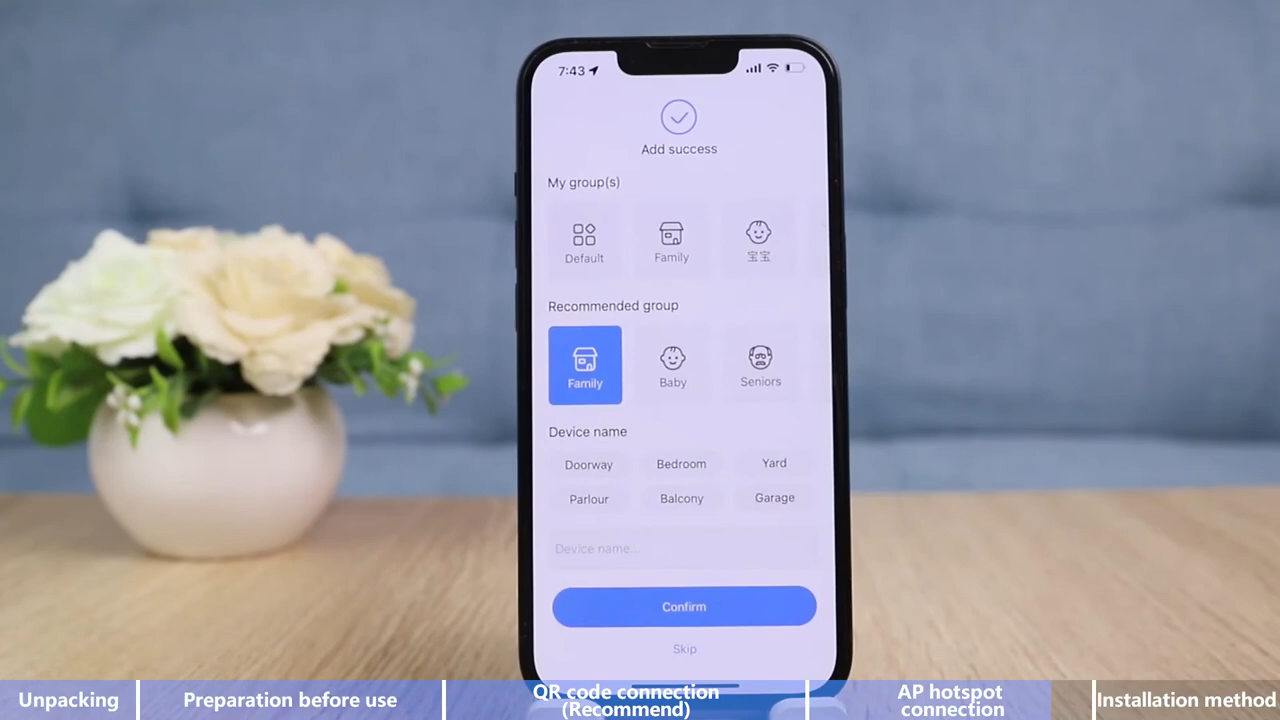 7:43
Add success
My group(s)
Default Family 宝宝
Recommended group
Family Baby Seniors
Device name
Doorway Bedroom Yard
Parlour Balcony Garage
Device name...
Confirm
Skip
Unpacking
Preparation before use
QR code connection
(Recommend)
AP hotspot
connection
Installation method